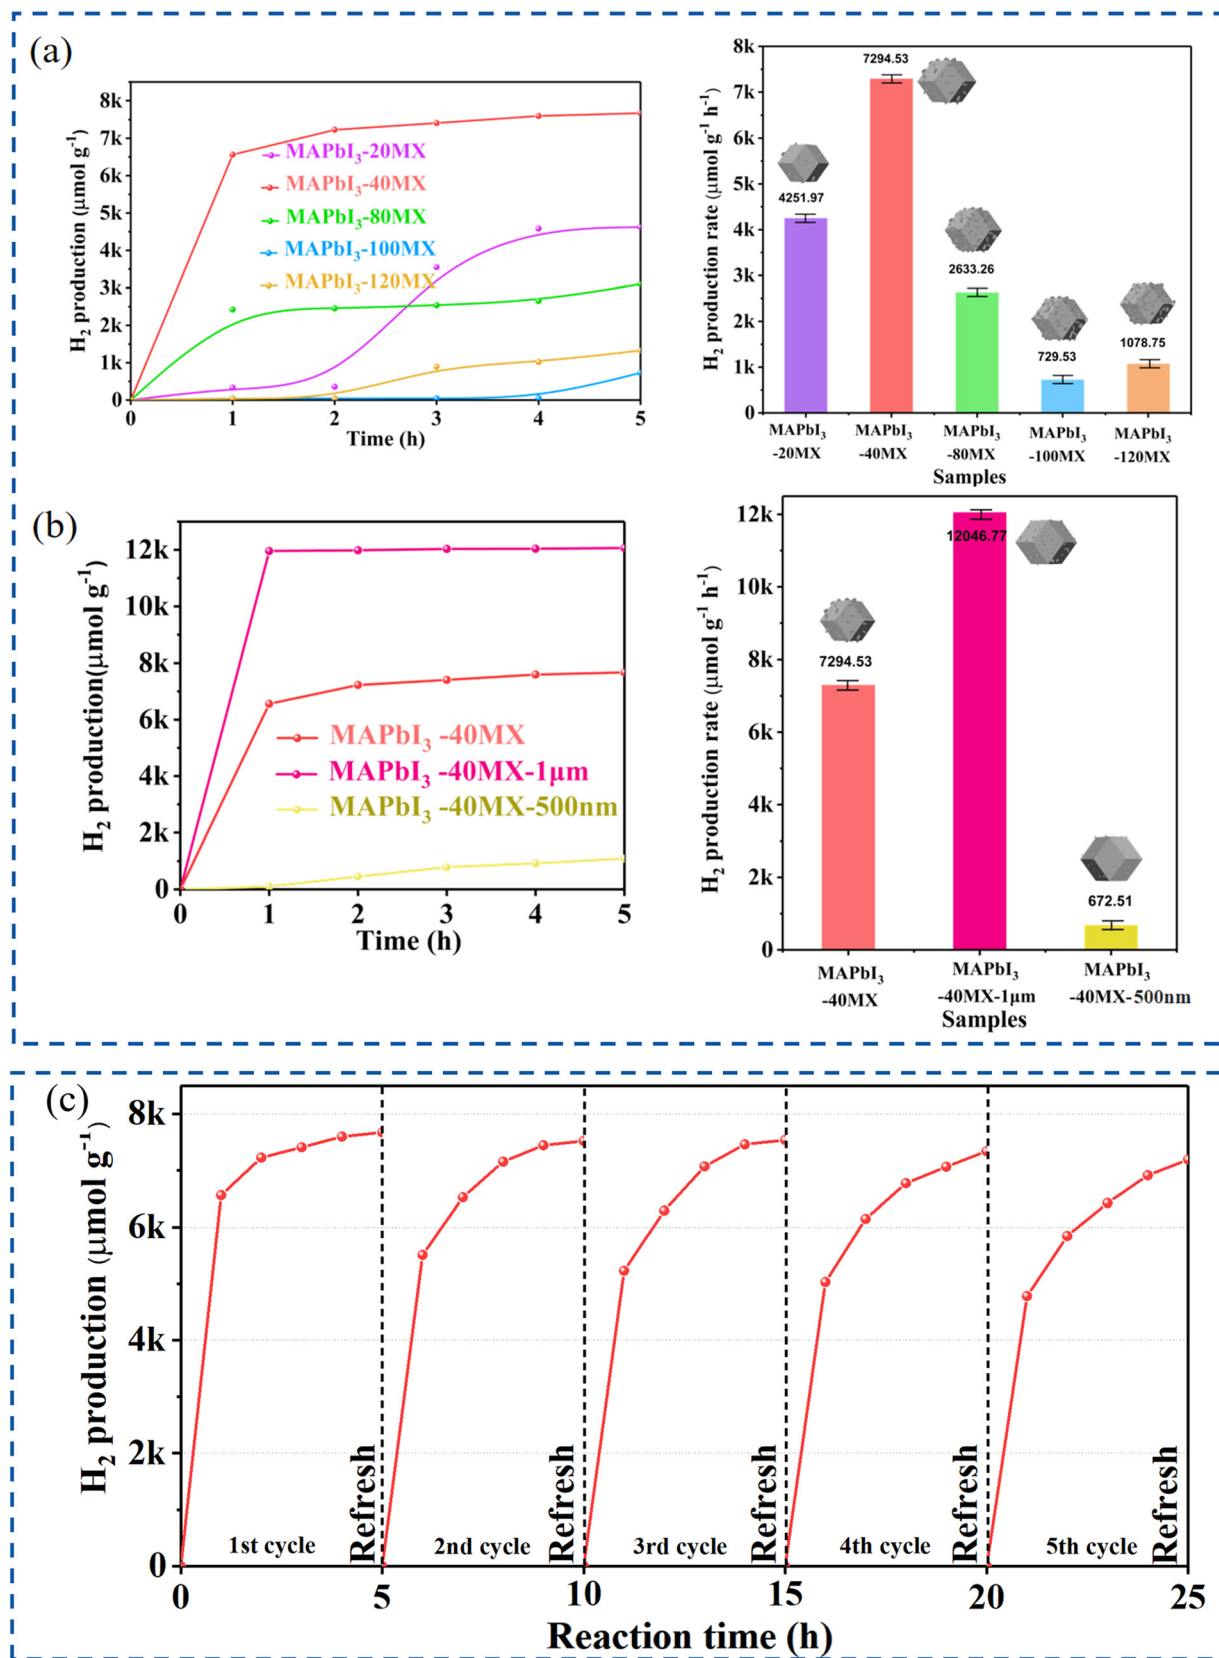 (a)
H₂ production (μmol g⁻¹)
8k
7k
6k
5k
4k
3k
2k
1k
0
MAPbI₃-20MX
MAPbI₃-40MX
MAPbI₃-80MX
MAPbI₃-100MX
MAPbI₃-120MX
0 1 2 3 4 5
Time (h)
H₂ production rate (μmol g⁻¹ h⁻¹)
8k
7k
6k
5k
4k
3k
2k
1k
0
4251.97
7294.53
2633.26
729.53
1078.75
MAPbI₃ MAPbI₃ MAPbI₃ MAPbI₃ MAPbI₃
-20MX -40MX -80MX -100MX -120MX
Samples
(b)
H₂ production(μmol g⁻¹)
12k
10k
8k
6k
4k
2k
0
MAPbI₃ -40MX
MAPbI₃ -40MX-1μm
MAPbI₃ -40MX-500nm
0 1 2 3 4 5
Time (h)
H₂ production rate (μmol g⁻¹ h⁻¹)
12k
10k
8k
6k
4k
2k
0
7294.53
12046.77
672.51
MAPbI₃ MAPbI₃ MAPbI₃
-40MX -40MX-1μm -40MX-500nm
Samples
(c)
H₂ production (μmol g⁻¹)
8k
6k
4k
2k
0
1st cycle
Refresh
2nd cycle
Refresh
3rd cycle
Refresh
4th cycle
Refresh
5th cycle
Refresh
0 5 10 15 20 25
Reaction time (h)